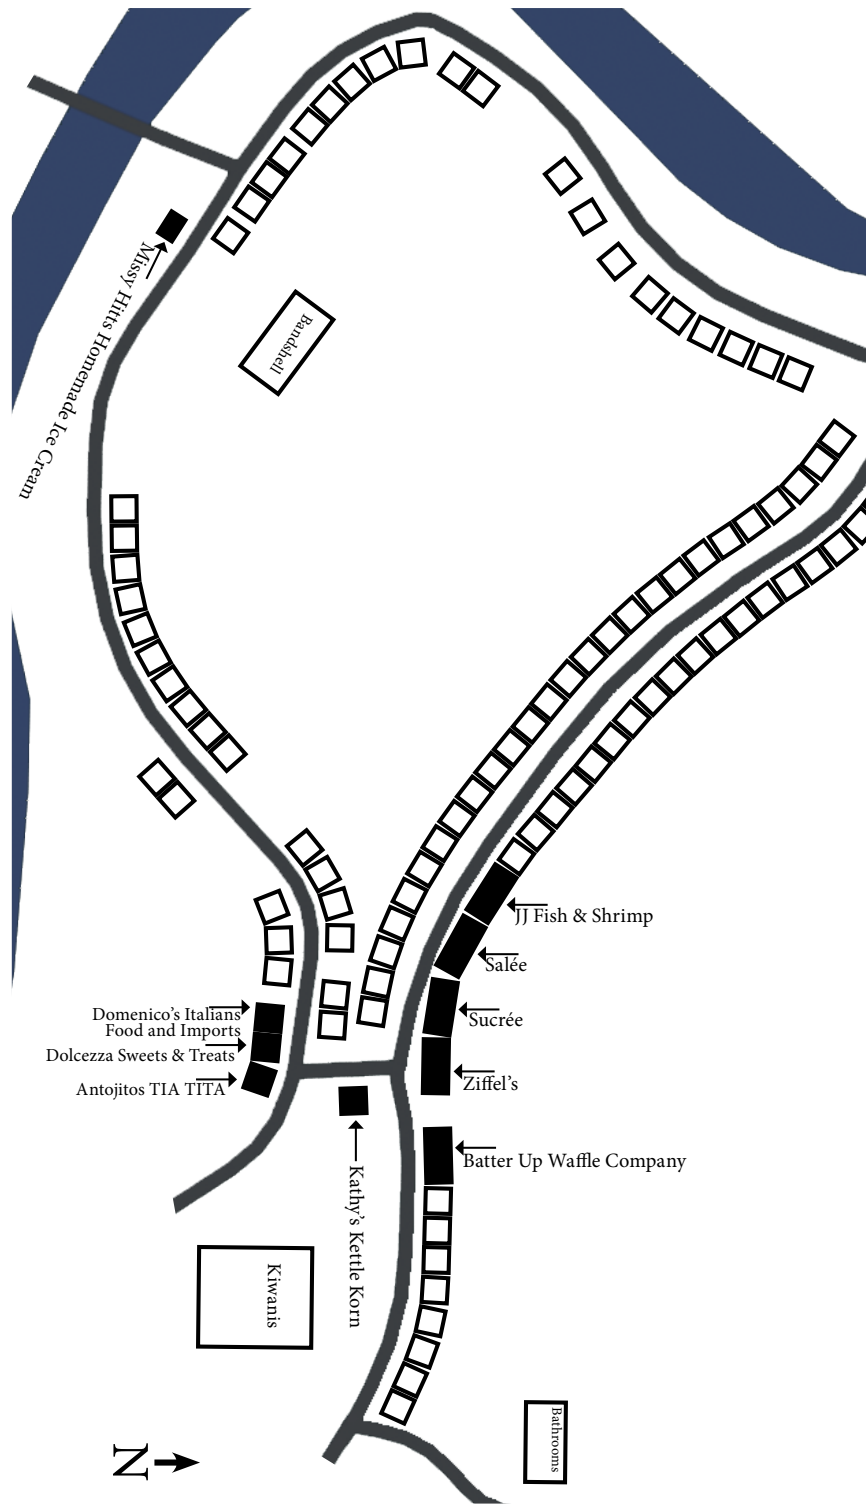 Missy Hitts Homemade Ice Cream
Bandshell
JJ Fish & Shrimp
Salée
Domenico's Italians
Food and Imports
Sucrée
Dolcezza Sweets & Treats
Ziffel's
Antojitos TIA TITA
Batter Up Waffle Company
Kathy's Kettle Korn
Kiwanis
Bathrooms
N